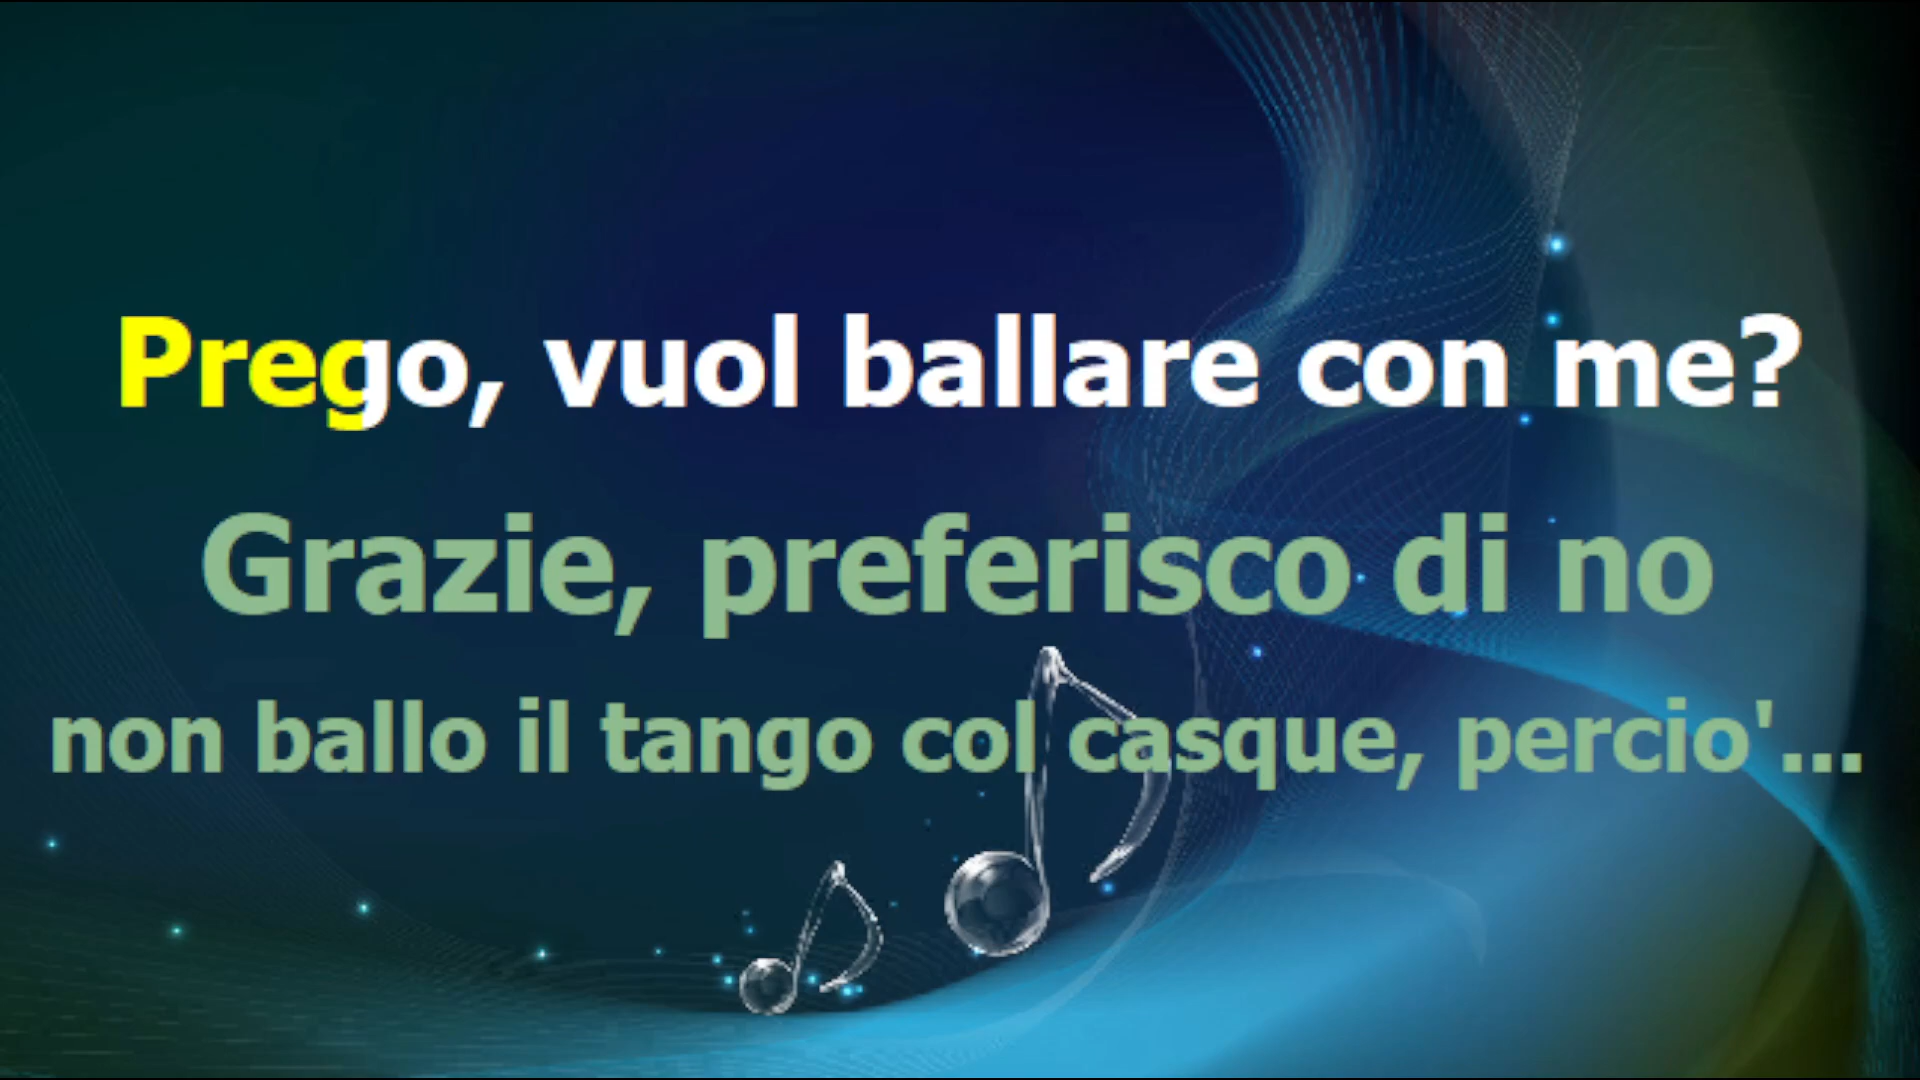 Prego, vuol ballare con me?
Grazie, preferisco di no
non ballo il tango col casque, percio'...